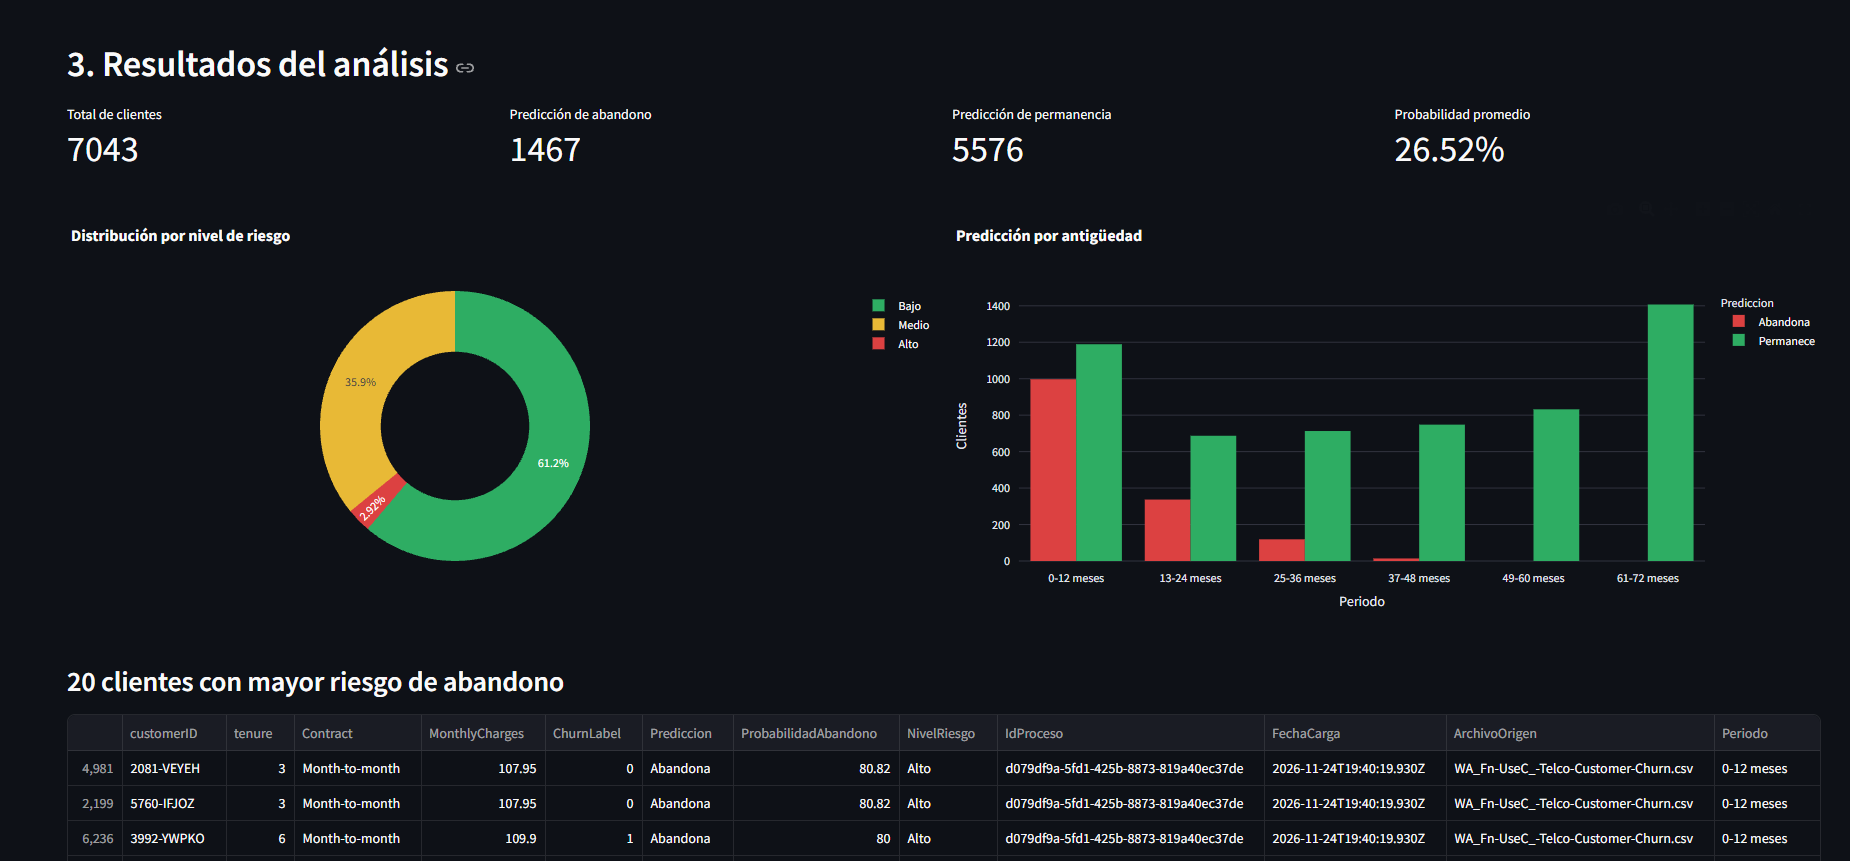 3. Resultados del análisis
Total de clientes
7043
Predicción de abandono
1467
Predicción de permanencia
5576
Probabilidad promedio
26.52%
Distribución por nivel de riesgo
35.9%
61.2%
2.92%
Bajo
Medio
Alto
Predicción por antigüedad
Clientes
1400
1200
1000
800
600
400
200
0
0-12 meses 13-24 meses 25-36 meses 37-48 meses 49-60 meses 61-72 meses
Periodo
Prediccion
Abandona
Permanece
20 clientes con mayor riesgo de abandono
customerID tenure Contract MonthlyCharges ChurnLabel Prediccion ProbabilidadAbandono NivelRiesgo IdProceso FechaCarga ArchivoOrigen Periodo
4,981 2081-VEYEH 3 Month-to-month 107.95 0 Abandona 80.82 Alto d079df9a-5fd1-425b-8873-819a40ec37de 2026-11-24T19:40:19.930Z WA_Fn-UseC_-Telco-Customer-Churn.csv 0-12 meses
2,199 5760-IFJOZ 3 Month-to-month 107.95 0 Abandona 80.82 Alto d079df9a-5fd1-425b-8873-819a40ec37de 2026-11-24T19:40:19.930Z WA_Fn-UseC_-Telco-Customer-Churn.csv 0-12 meses
6,236 3992-YWPKO 6 Month-to-month 109.9 1 Abandona 80 Alto d079df9a-5fd1-425b-8873-819a40ec37de 2026-11-24T19:40:19.930Z WA_Fn-UseC_-Telco-Customer-Churn.csv 0-12 meses